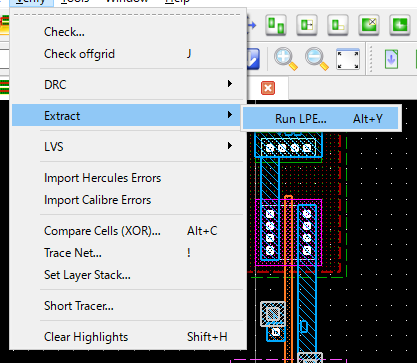 Verify Tools Window Help
Check...
Check offgrid J
DRC
Extract
Run LPE... Alt+Y
LVS
Import Hercules Errors
Import Calibre Errors
Compare Cells (XOR)... Alt+C
Trace Net... !
Set Layer Stack...
Short Tracer...
Clear Highlights Shift+H